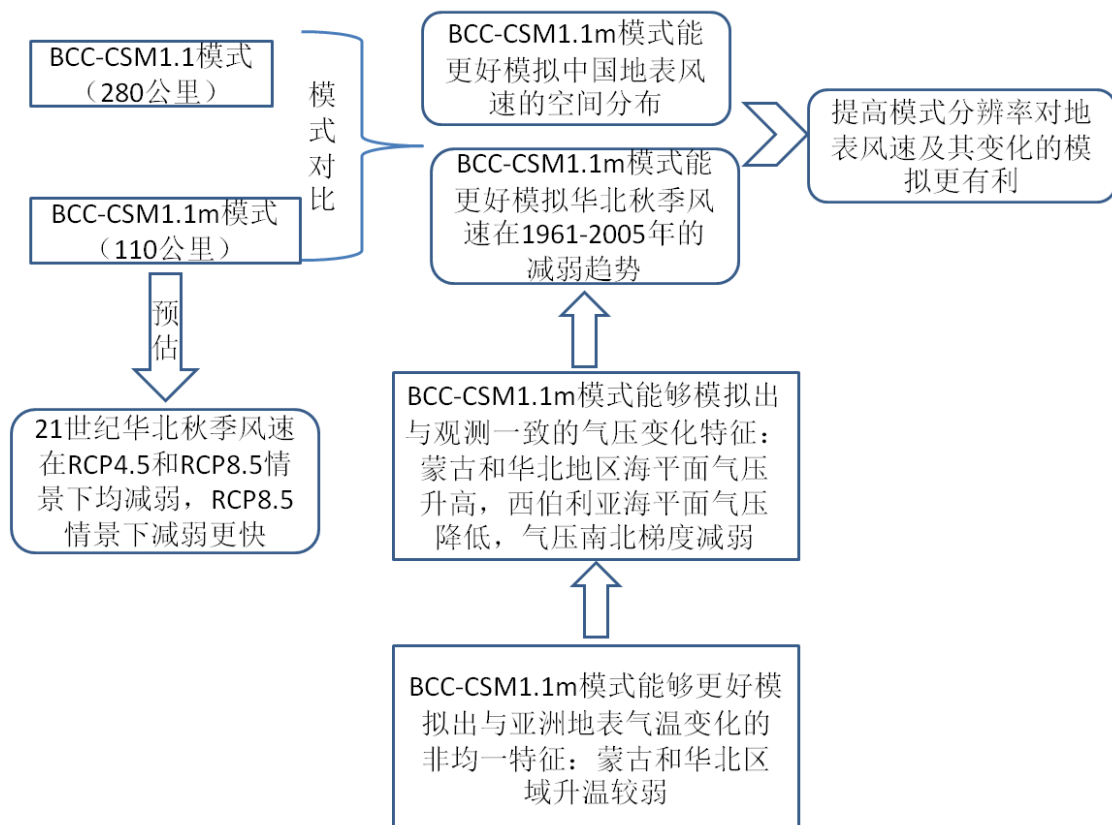 BCC-CSM1.1模式
（280公里）
BCC-CSM1.1m模式
（110公里）
模
式
对
比
BCC-CSM1.1m模式能
更好模拟中国地表风
速的空间分布
BCC-CSM1.1m模式能
更好模拟华北秋季风
速在1961-2005年的
减弱趋势
提高模式分辨率对地
表风速及其变化的模
拟更有利
预
估
21世纪华北秋季风速
在RCP4.5和RCP8.5情
景下均减弱，RCP8.5
情景下减弱更快
BCC-CSM1.1m模式能够模拟出
与观测一致的气压变化特征：
蒙古和华北地区海平面气压
升高，西伯利亚海平面气压
降低，气压南北梯度减弱
BCC-CSM1.1m模式能够更好模
拟出与亚洲地表气温变化的
非均一特征：蒙古和华北区
域升温较弱